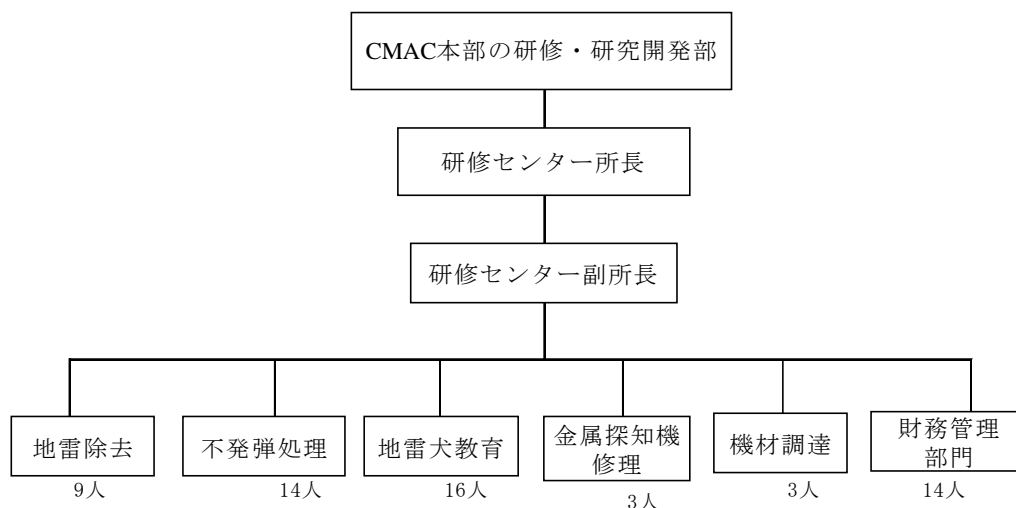 CMAC本部の研修・研究開発部
研修センター所長
研修センター副所長
地雷除去
不発弾処理
地雷犬教育
金属探知機
修理
機材調達
財務管理
部門
9人
14人
16人
3人
3人
14人